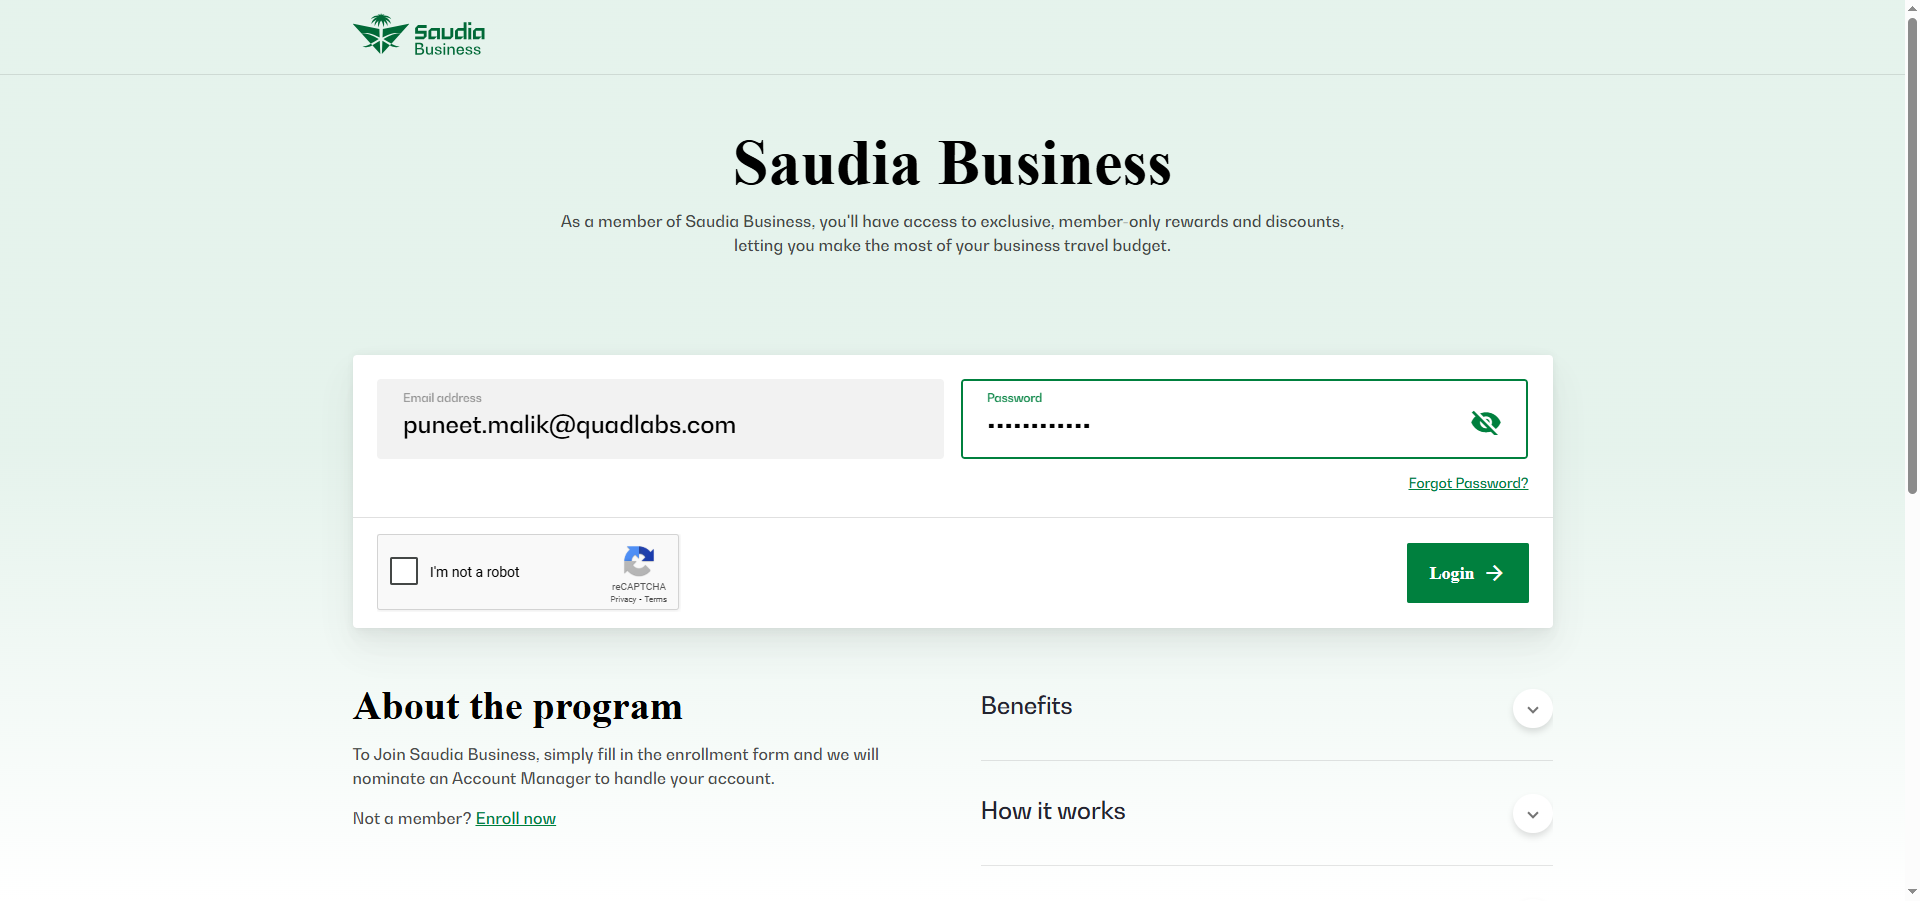 Saudia
Business
Saudia Business
As a member of Saudia Business, you'll have access to exclusive, member-only rewards and discounts,
letting you make the most of your business travel budget.
Email address
puneet.malik@quadlabs.com
Password
••••••••••••
Forgot Password?
I'm not a robot
reCAPTCHA
Privacy - Terms
Login
About the program
To Join Saudia Business, simply fill in the enrollment form and we will
nominate an Account Manager to handle your account.
Not a member? Enroll now
Benefits
How it works